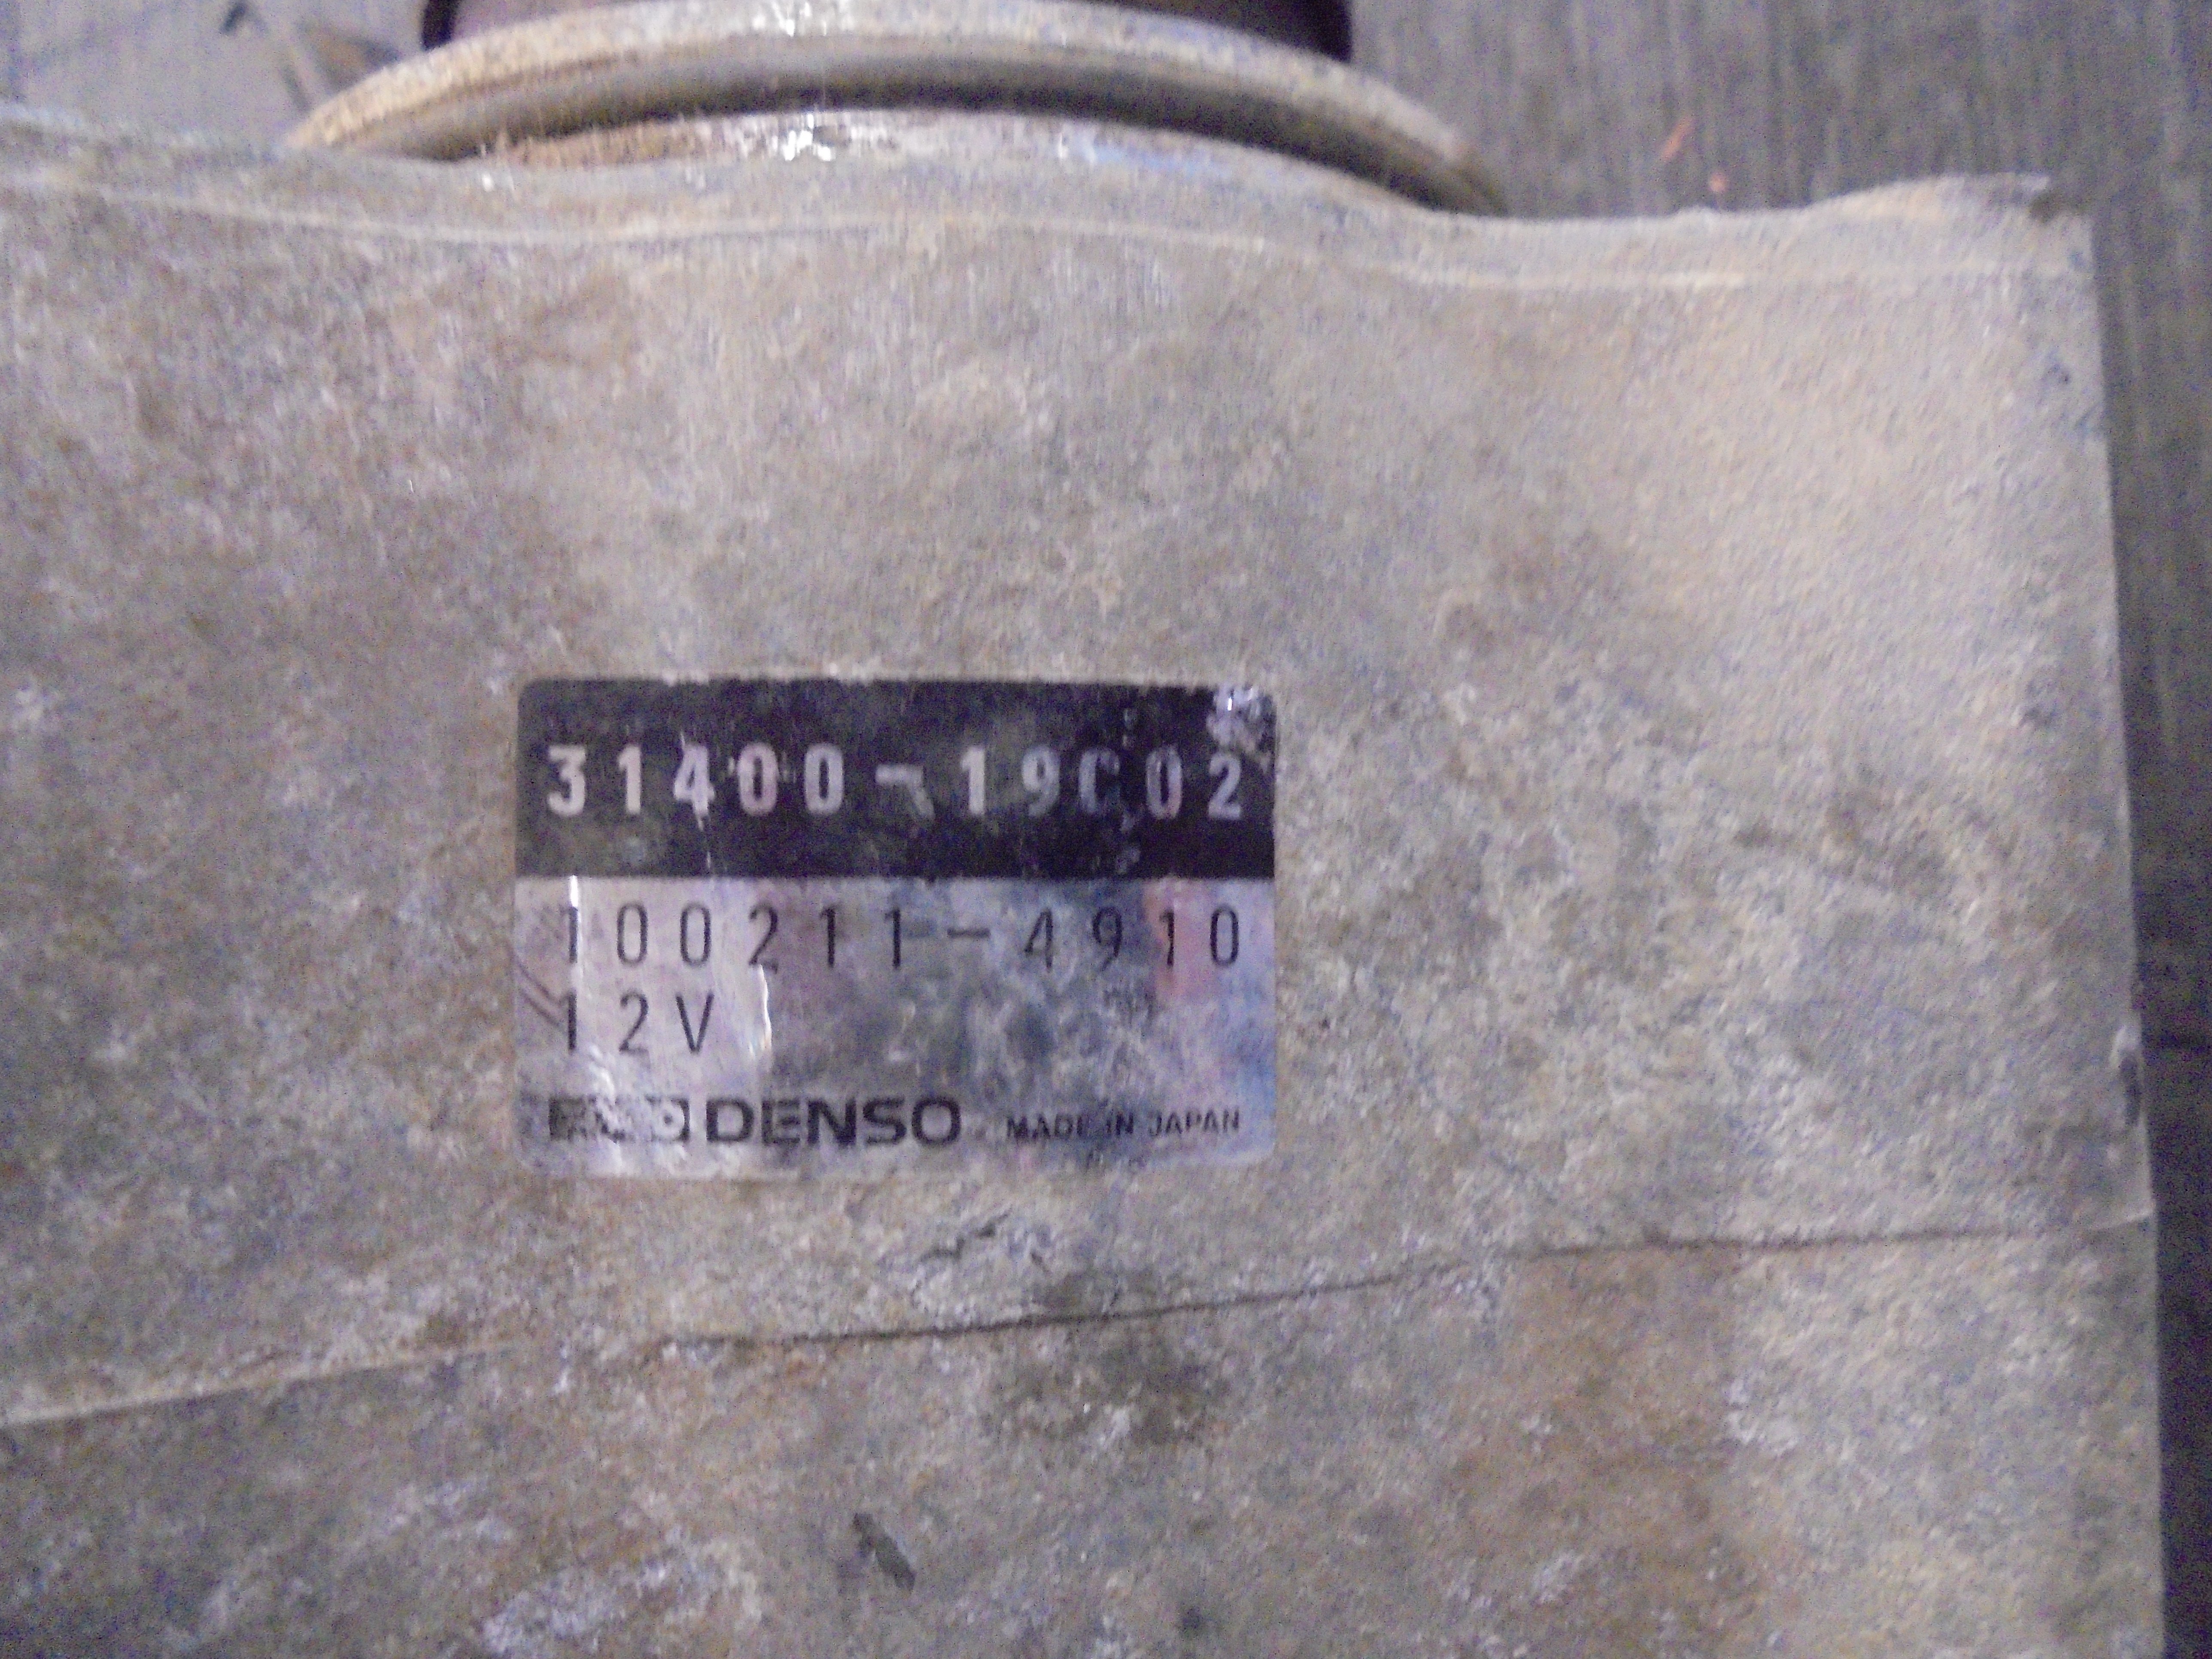 31400-19C02
100211-4910
12V
DENSO MADE IN JAPAN